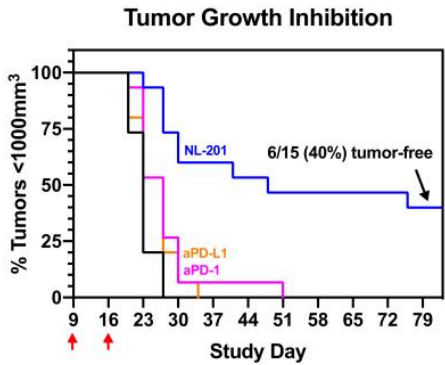 Tumor Growth Inhibition
% Tumors <1000mm³
100
75
50
25
0
NL-201
6/15 (40%) tumor-free
aPD-L1
aPD-1
9 16 23 30 37 44 51 58 65 72 79
Study Day